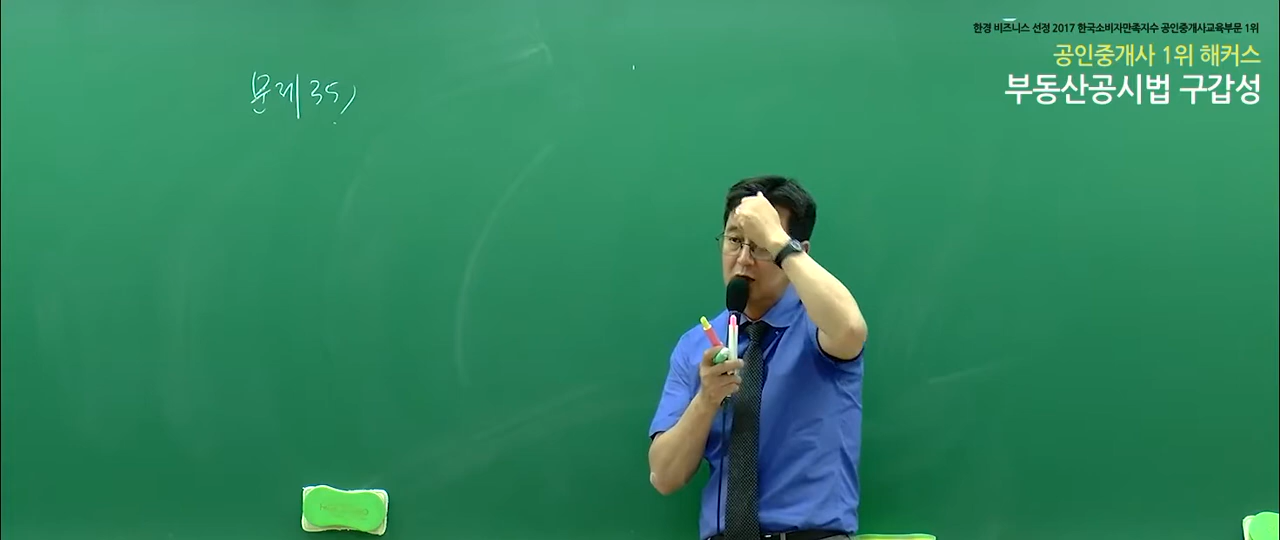 한경 비즈니스 선정 2017 한국소비자만족지수 공인중개사교육부문 1위
공인중개사 1위 해커스
부동산공시법 구갑성
문제 35)